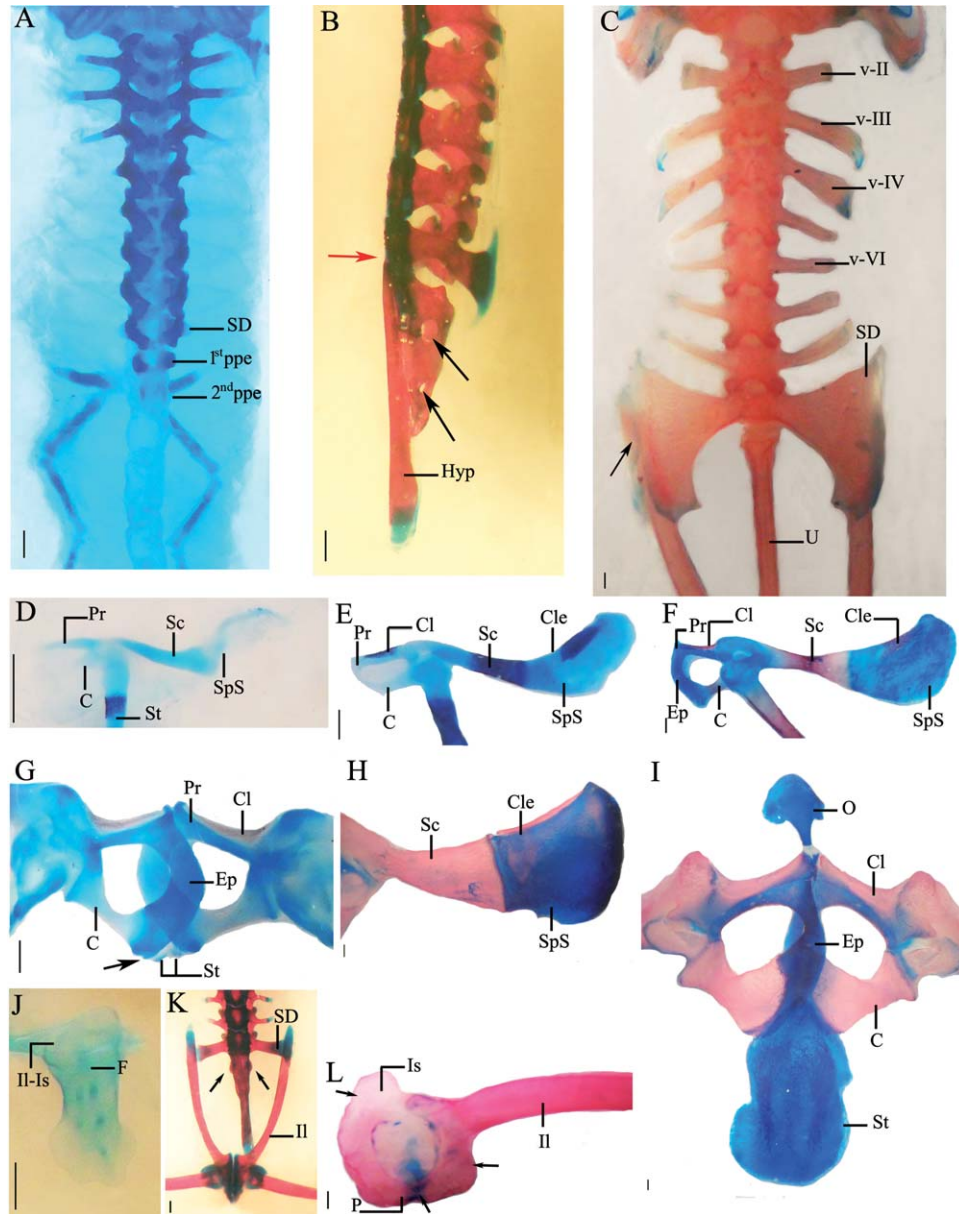 A
SD
1st ppe
2nd ppe
B
Hyp
C
v-II
v-III
v-IV
v-VI
SD
U
D
Pr
Sc
C
St
SpS
E
Pr
Cl
Sc
Cle
C
SpS
F
Pr
Cl
Sc
Cle
Ep
C
SpS
G
Pr
Cl
Ep
C
St
H
Sc
Cle
SpS
I
O
Cl
Ep
C
St
J
Il-Is
F
K
SD
Il
L
Is
Il
P